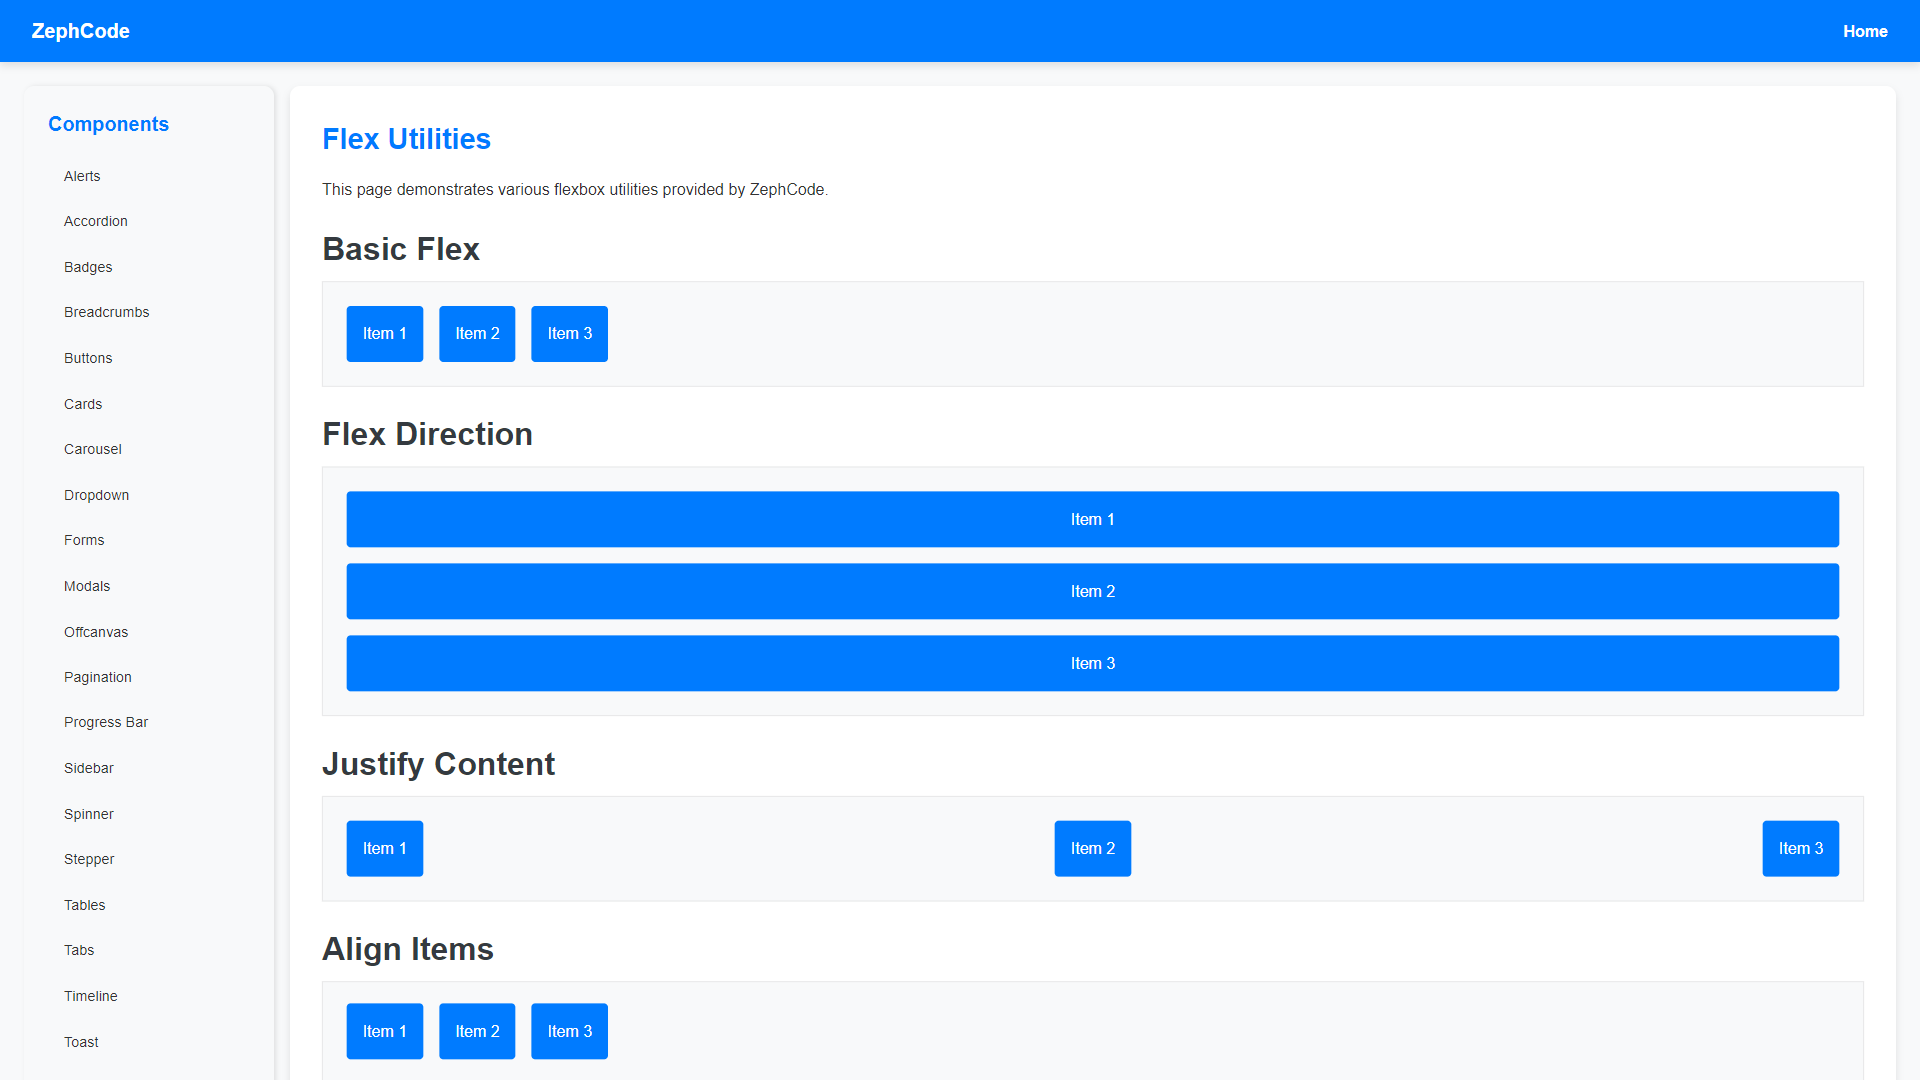 ZephCode
Home
Components
Alerts
Accordion
Badges
Breadcrumbs
Buttons
Cards
Carousel
Dropdown
Forms
Modals
Offcanvas
Pagination
Progress Bar
Sidebar
Spinner
Stepper
Tables
Tabs
Timeline
Toast
Flex Utilities
This page demonstrates various flexbox utilities provided by ZephCode.
Basic Flex
Item 1 Item 2 Item 3
Flex Direction
Item 1
Item 2
Item 3
Justify Content
Item 1 Item 2 Item 3
Align Items
Item 1 Item 2 Item 3